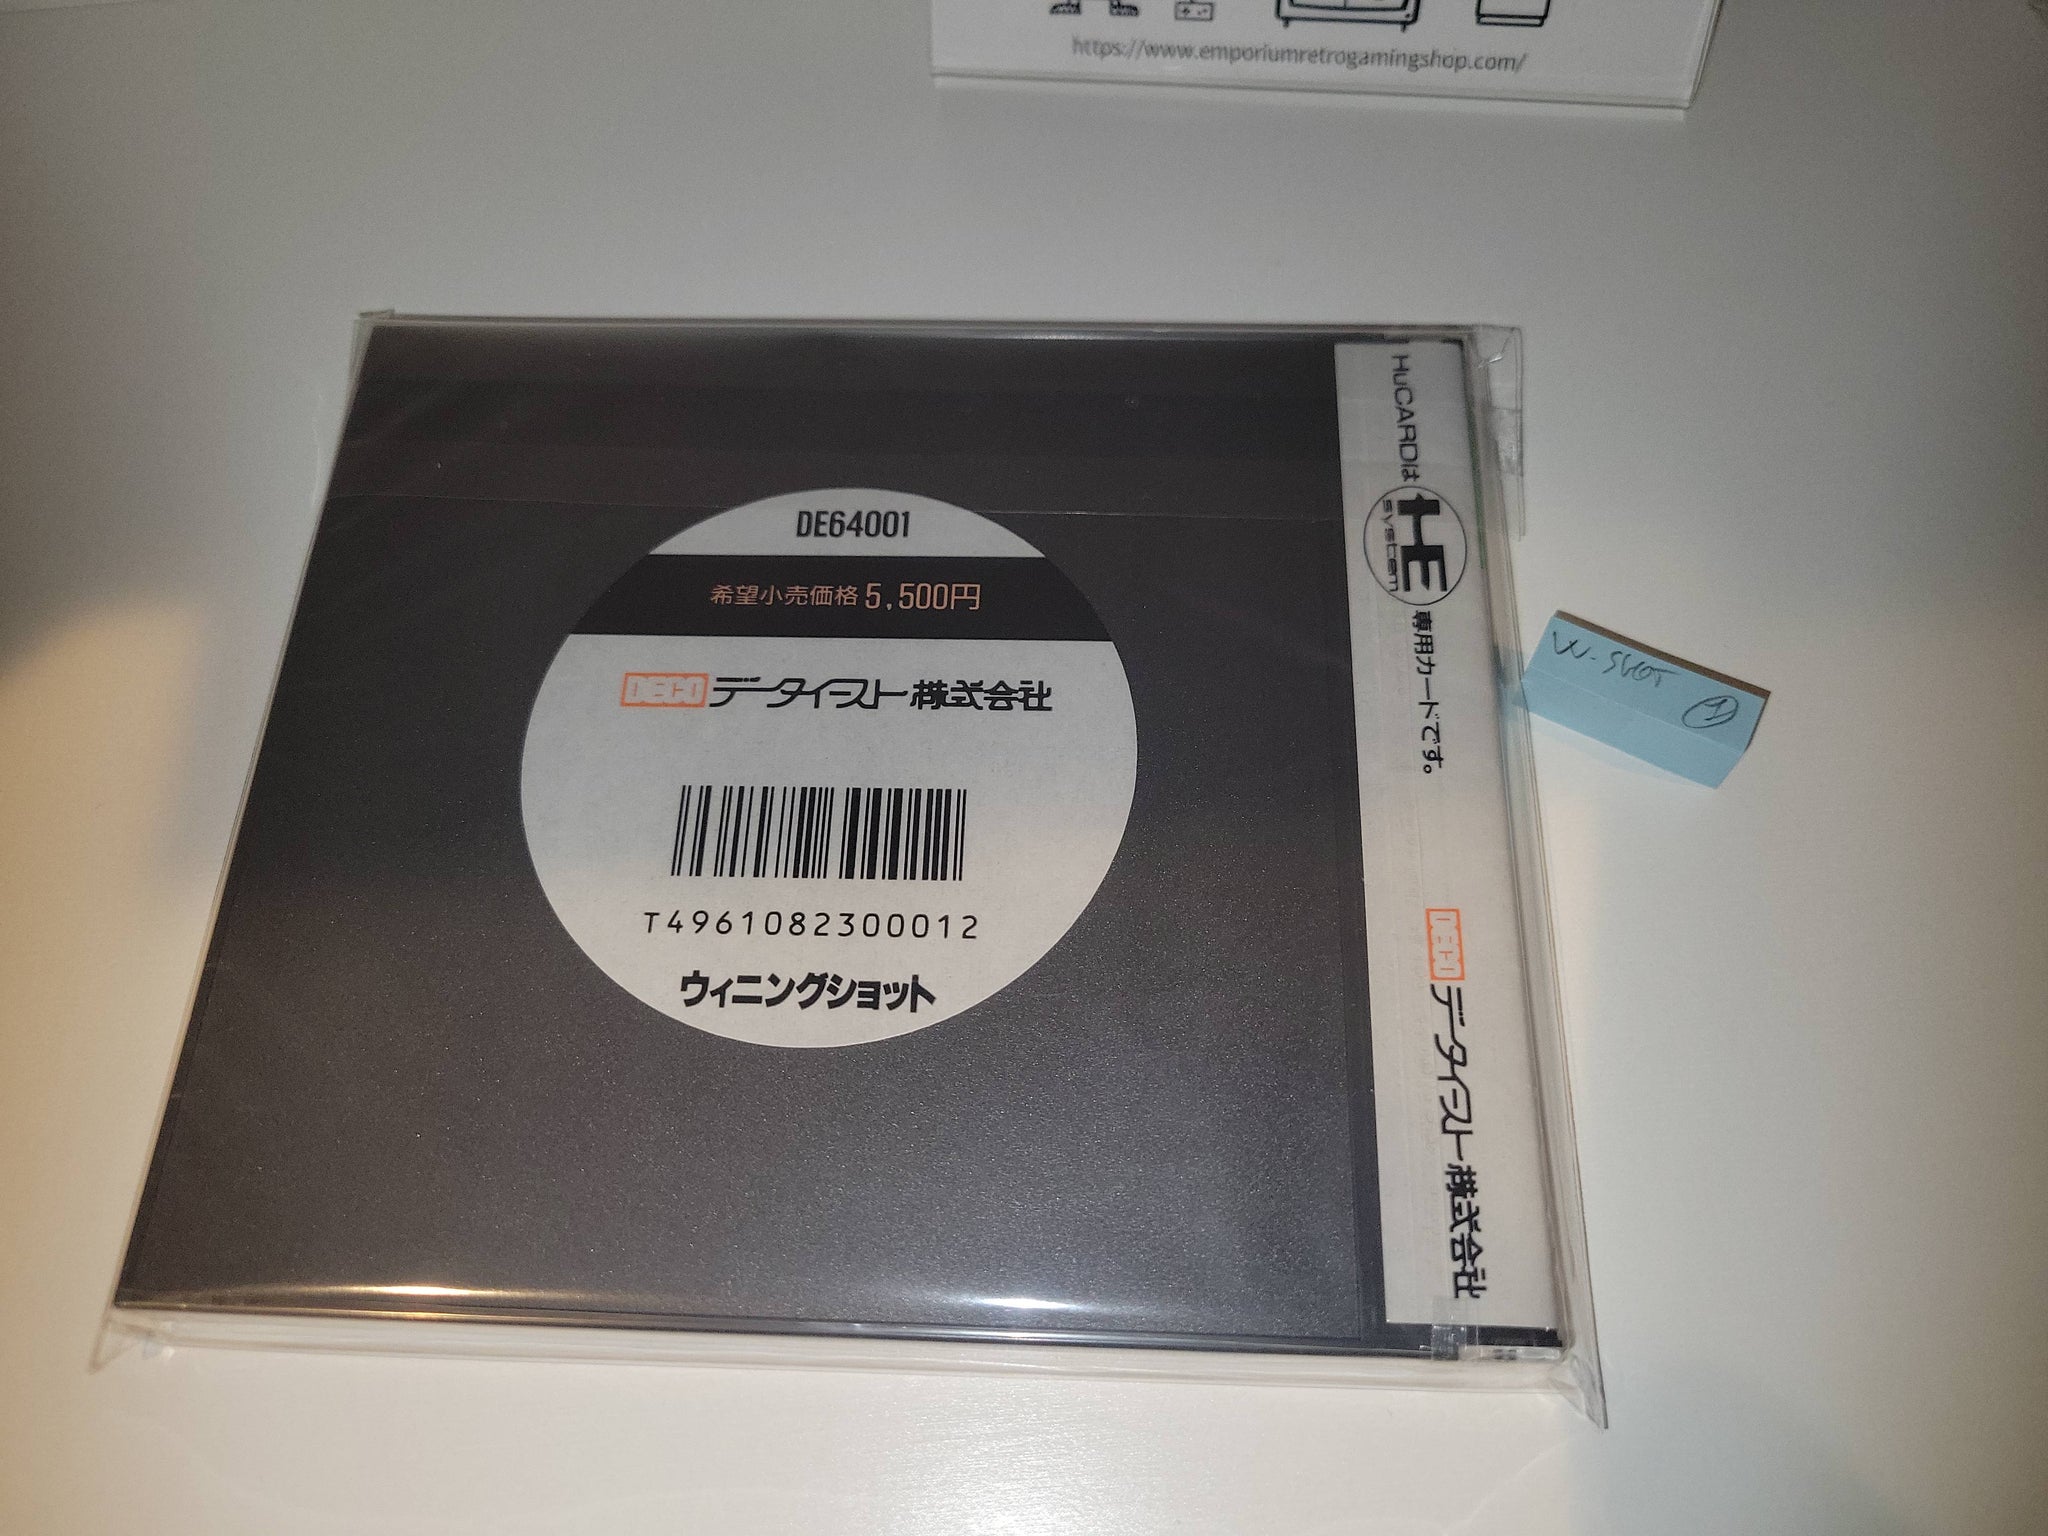 https://www.emporiumretrogamingshop.com/
DE64001
希望小売価格 5,500円
DECO データイースト株式会社
T4961082300012
ウィニングショット
HuCARDは HE system 専用カードです。
DECO データイースト株式会社
W-SHOT
1